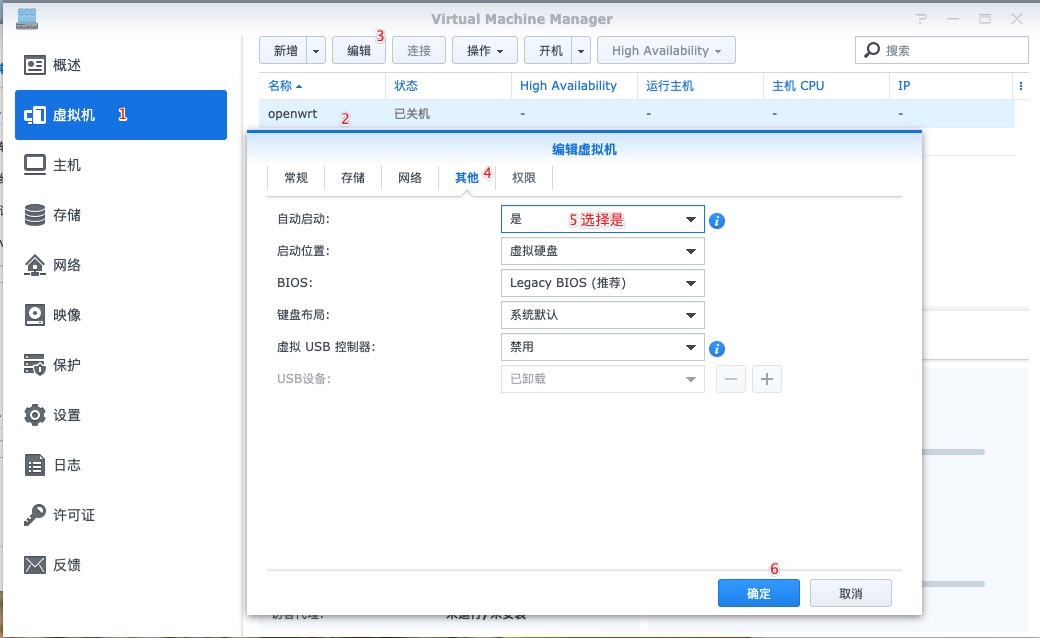 Virtual Machine Manager
概述
虚拟机 1
主机
存储
网络
映像
保护
设置
日志
许可证
反馈
新增 编辑 3 连接 操作 开机 High Availability 搜索
名称 状态 High Availability 运行主机 主机 CPU IP
openwrt 2 已关机 - - - -
编辑虚拟机
常规 存储 网络 其他 4 权限
自动启动: 是 5 选择是
启动位置: 虚拟硬盘
BIOS: Legacy BIOS (推荐)
键盘布局: 系统默认
虚拟 USB 控制器: 禁用
USB设备: 已卸载
6
确定 取消